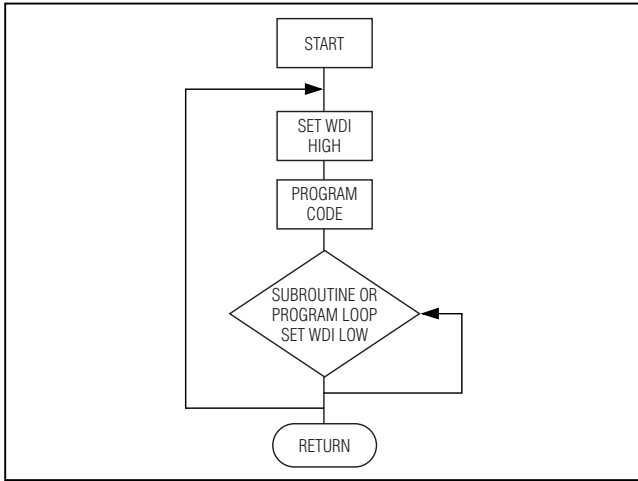 START
SET WDI
HIGH
PROGRAM
CODE
SUBROUTINE OR
PROGRAM LOOP
SET WDI LOW
RETURN